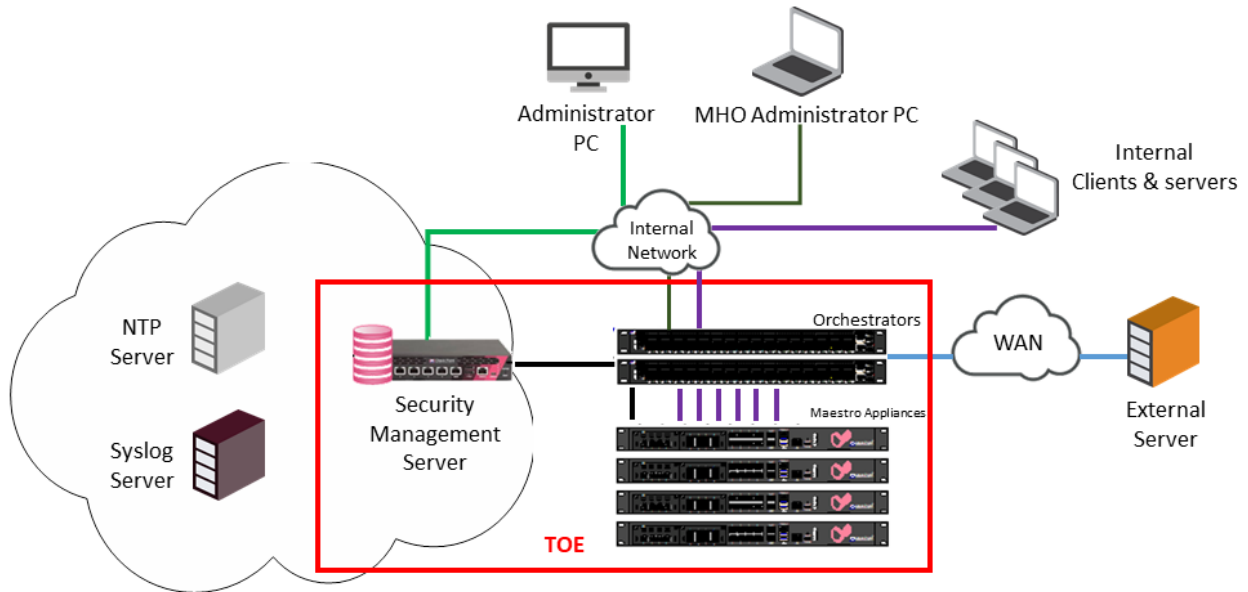 Administrator
PC
MHO Administrator PC
Internal
Clients & servers
Internal
Network
NTP
Server
Orchestrators
WAN
Security
Management
Server
Maestro Appliances
External
Server
Syslog
Server
TOE